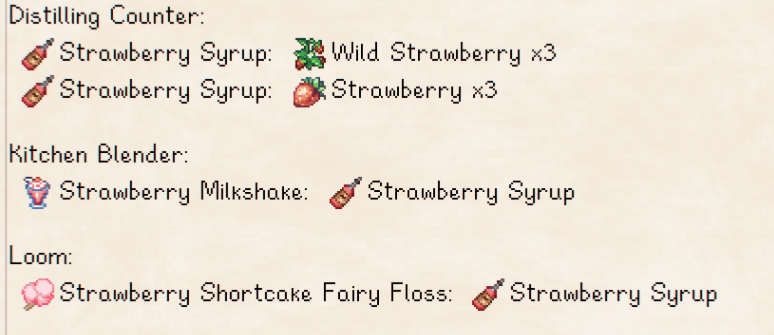 Distilling Counter:
Strawberry Syrup: Wild Strawberry x3
Strawberry Syrup: Strawberry x3
Kitchen Blender:
Strawberry Milkshake: Strawberry Syrup
Loom:
Strawberry Shortcake Fairy Floss: Strawberry Syrup